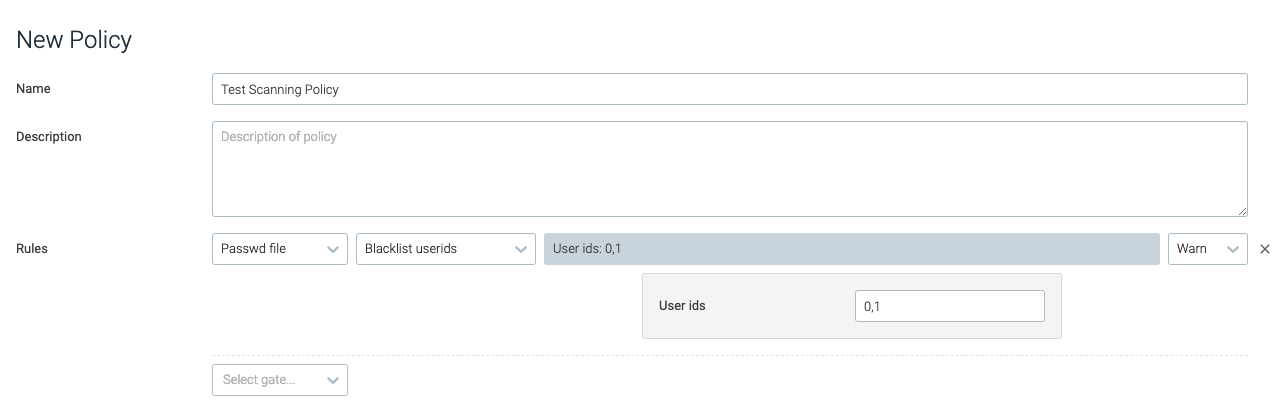 New Policy
Name
Test Scanning Policy
Description
Description of policy
Rules
Passwd file
Blacklist userids
User ids: 0,1
Warn
User ids
0,1
Select gate...